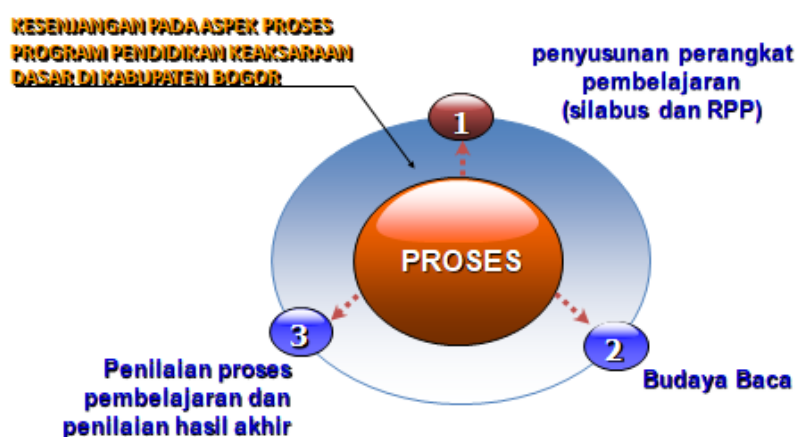 KESENJANGAN PADA ASPEK PROSES
PROGRAM PENDIDIKAN KEAKSARAAN
DASAR DI KABUPATEN BOGOR
penyusunan perangkat
pembelajaran
(silabus dan RPP)
1
PROSES
3
2
Budaya Baca
Penilaian proses
pembelajaran dan
penilaian hasil akhir